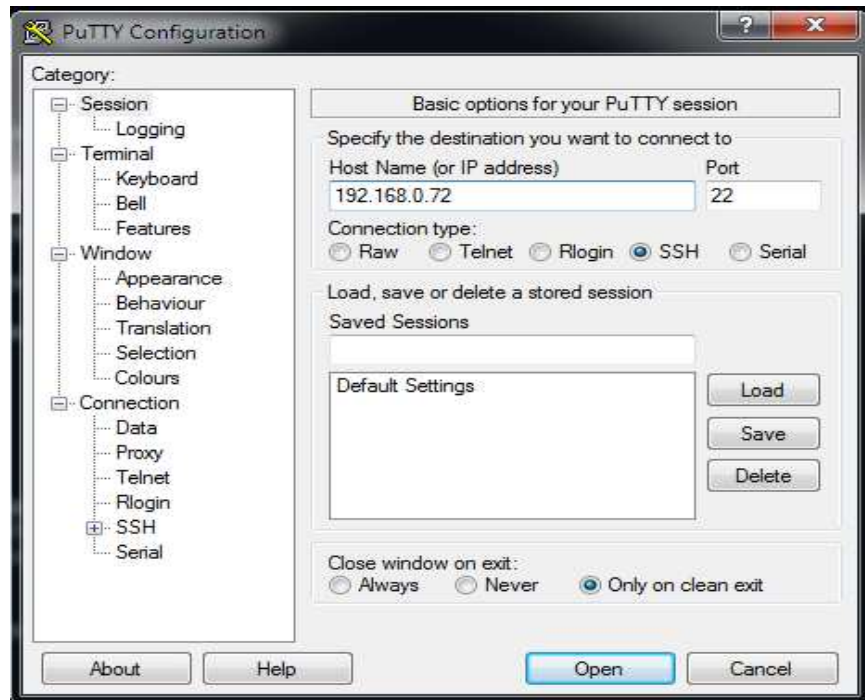 PuTTY Configuration
?
X
Category:
Session
Logging
Terminal
Keyboard
Bell
Features
Window
Appearance
Behaviour
Translation
Selection
Colours
Connection
Data
Proxy
Telnet
Rlogin
SSH
Serial
Basic options for your PuTTY session
Specify the destination you want to connect to
Host Name (or IP address) Port
192.168.0.72 22
Connection type:
Raw Telnet Rlogin SSH Serial
Load, save or delete a stored session
Saved Sessions
Default Settings
Load
Save
Delete
Close window on exit:
Always Never Only on clean exit
About Help Open Cancel